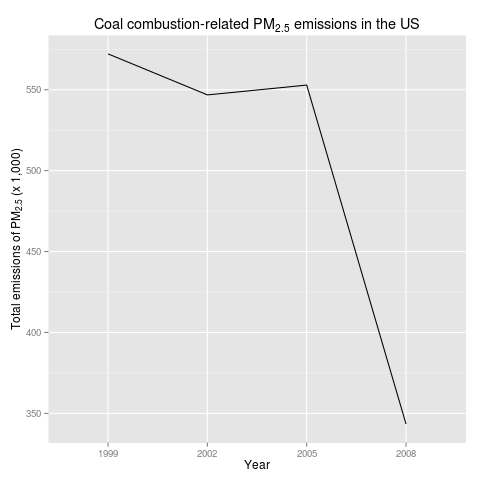 Coal combustion-related PM2.5 emissions in the US
Total emissions of PM2.5 (x 1,000)
550
500
450
400
350
1999 2002 2005 2008
Year